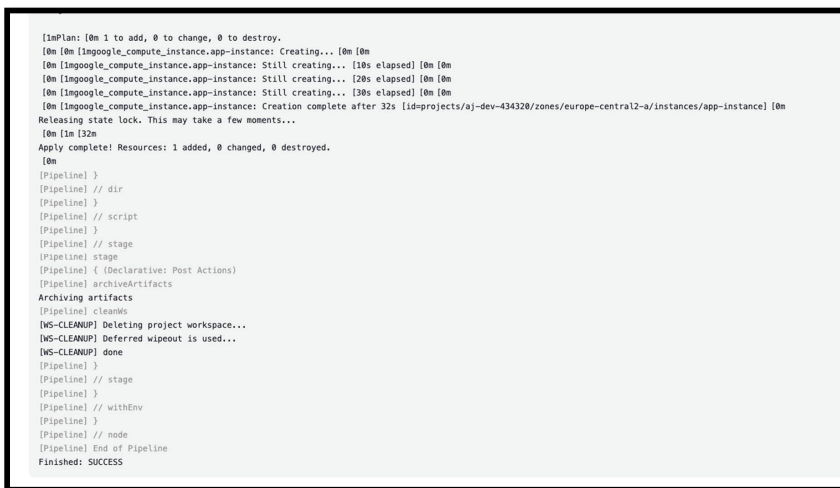 [1mPlan: [0m 1 to add, 0 to change, 0 to destroy.
[0m [0m [1mgoogle_compute_instance.app-instance: Creating... [0m [0m
[0m [1mgoogle_compute_instance.app-instance: Still creating... [10s elapsed] [0m [0m
[0m [1mgoogle_compute_instance.app-instance: Still creating... [20s elapsed] [0m [0m
[0m [1mgoogle_compute_instance.app-instance: Still creating... [30s elapsed] [0m [0m
[0m [1mgoogle_compute_instance.app-instance: Creation complete after 32s [id=projects/aj-dev-434320/zones/europe-central2-a/instances/app-instance] [0m
Releasing state lock. This may take a few moments...
[0m [1m [32m
Apply complete! Resources: 1 added, 0 changed, 0 destroyed.
[0m
[Pipeline] }
[Pipeline] // dir
[Pipeline] }
[Pipeline] // script
[Pipeline] }
[Pipeline] // stage
[Pipeline] stage
[Pipeline] { (Declarative: Post Actions)
[Pipeline] archiveArtifacts
Archiving artifacts
[Pipeline] cleanWs
[WS-CLEANUP] Deleting project workspace...
[WS-CLEANUP] Deferred wipeout is used...
[WS-CLEANUP] done
[Pipeline] }
[Pipeline] // stage
[Pipeline] }
[Pipeline] // withEnv
[Pipeline] }
[Pipeline] // node
[Pipeline] End of Pipeline
Finished: SUCCESS